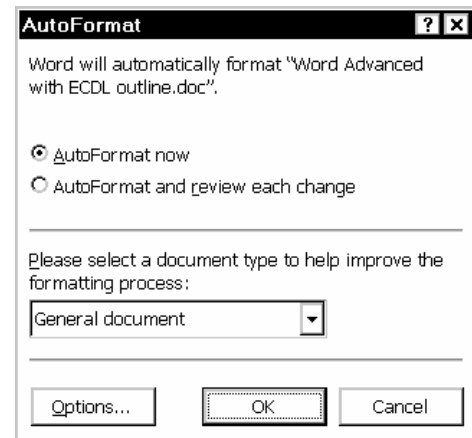 AutoFormat ? X
Word will automatically format “Word Advanced
with ECDL outline.doc”.
AutoFormat now
AutoFormat and review each change
Please select a document type to help improve the
formatting process:
General document
Options... OK Cancel